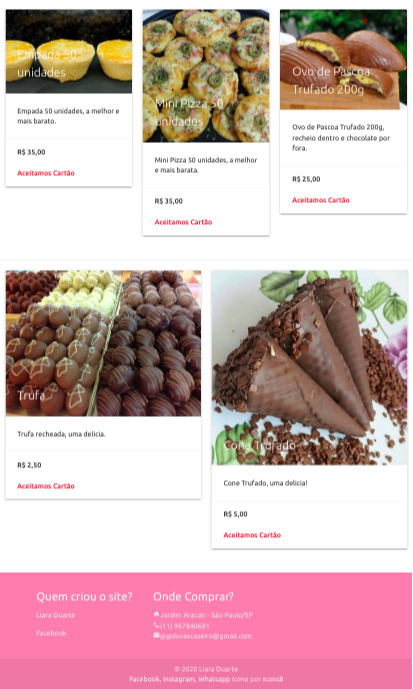 Empada 50
unidades
Empada 50 unidades, a melhor e
mais barato.
R$ 35,00
Aceitamos Cartão
Mini Pizza 50
unidades
Mini Pizza 50 unidades, a melhor
e mais barata.
R$ 35,00
Aceitamos Cartão
Ovo de Pascoa
Trufado 200g
Ovo de Pascoa Trufado 200g,
recheio dentro e chocolate por
fora.
R$ 25,00
Aceitamos Cartão
Trufa
Trufa recheada, uma delicia.
R$ 2,50
Aceitamos Cartão
Cone Trufado
Cone Trufado, uma delicia!
R$ 5,00
Aceitamos Cartão
Quem criou o site?
Liara Duarte
Facebook
Onde Comprar?
Jardim Aracati - São Paulo/SP
(11) 967840681
gigidocescaseiro@gmail.com
© 2020 Liara Duarte
Facebook, Instagram, Whatsapp icone por Icons8